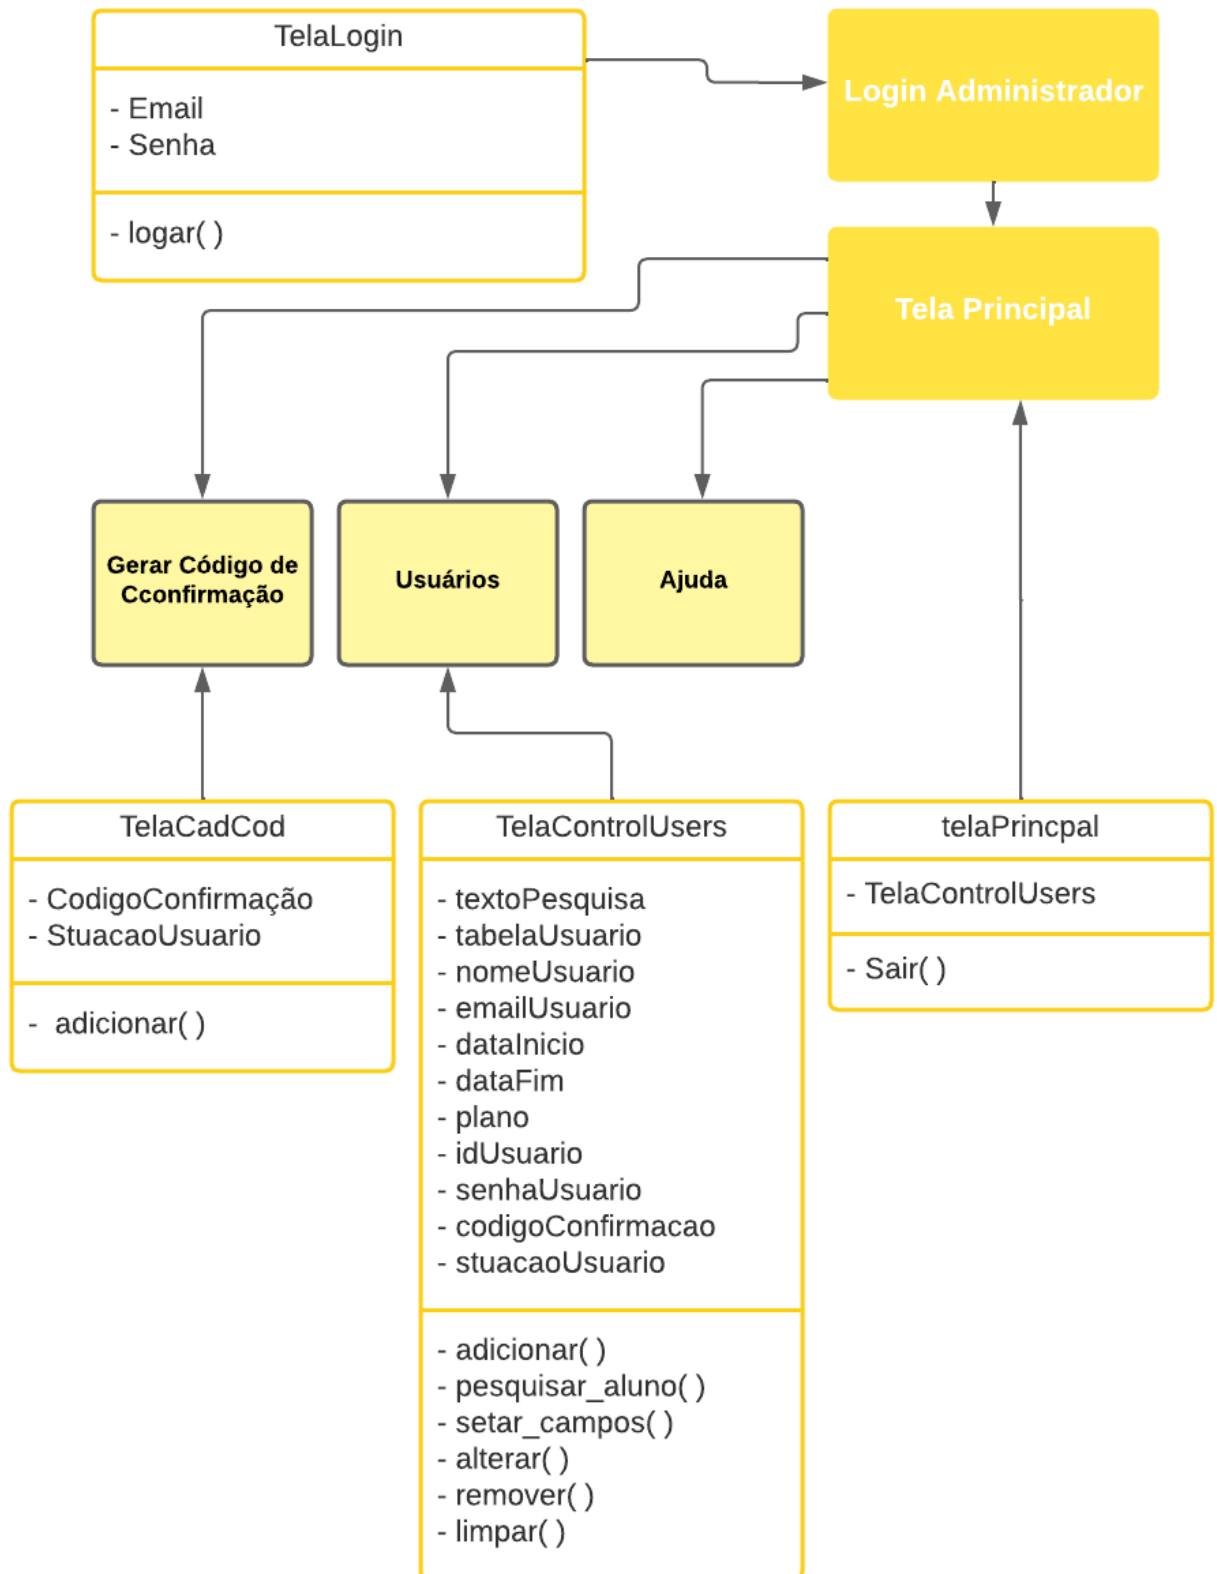 TelaLogin
- Email
- Senha
- logar( )
Login Administrador
Tela Principal
Gerar Código de
Cconfirmação
Usuários
Ajuda
TelaCadCod
- CodigoConfirmação
- StuacaoUsuario
- adicionar( )
TelaControlUsers
- textoPesquisa
- tabelaUsuario
- nomeUsuario
- emailUsuario
- dataInicio
- dataFim
- plano
- idUsuario
- senhaUsuario
- codigoConfirmacao
- stuacaoUsuario
- adicionar( )
- pesquisar_aluno( )
- setar_campos( )
- alterar( )
- remover( )
- limpar( )
telaPrincpal
- TelaControlUsers
- Sair( )